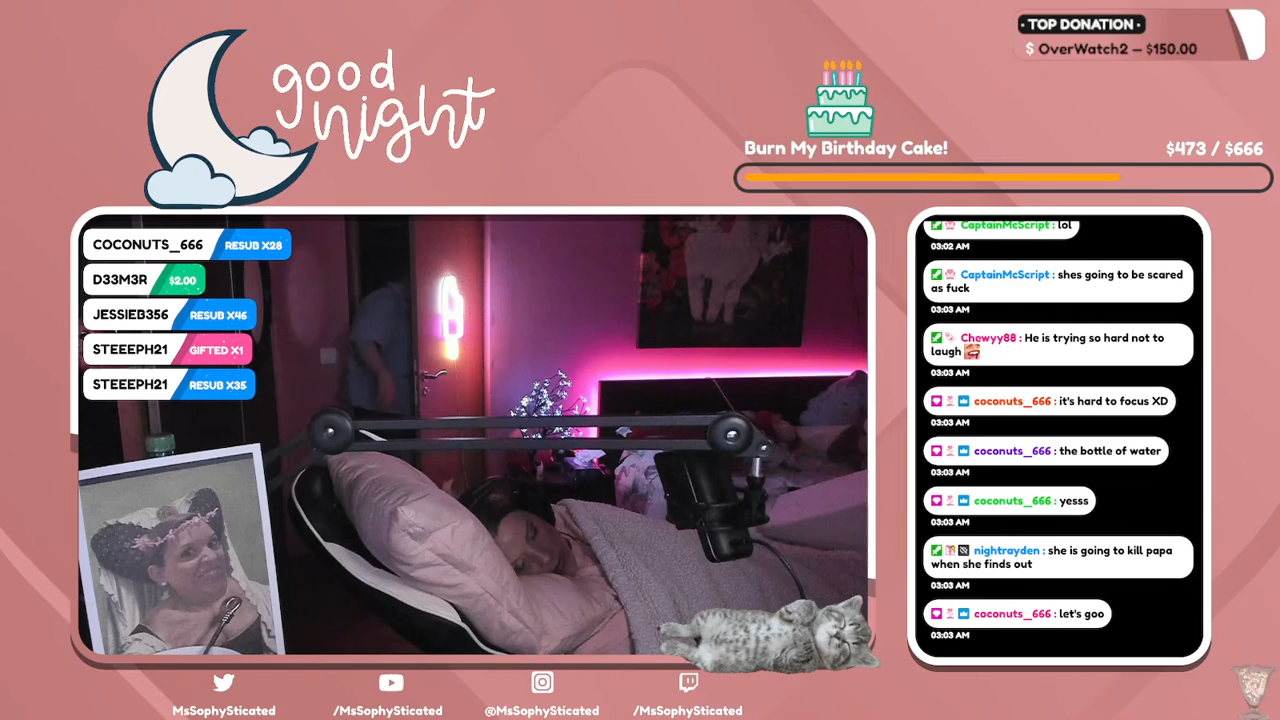 good
night
• TOP DONATION •
$ OverWatch2 – $150.00
Burn My Birthday Cake!
$473 / $666
COCONUTS_666 RESUB X28
D33M3R $2.00
JESSIEB356 RESUB X46
STEEEPH21 GIFTED X1
STEEEPH21 RESUB X35
CaptainMcScript : lol
03:02 AM
CaptainMcScript : shes going to be scared
as fuck
03:03 AM
Chewyy88 : He is trying so hard not to
laugh
03:03 AM
coconuts_666 : it's hard to focus XD
03:03 AM
coconuts_666 : the bottle of water
03:03 AM
coconuts_666 : yesss
03:03 AM
nightrayden : she is going to kill papa
when she finds out
03:03 AM
coconuts_666 : let's goo
03:03 AM
MsSophySticated
/MsSophySticated
@MsSophySticated
/MsSophySticated